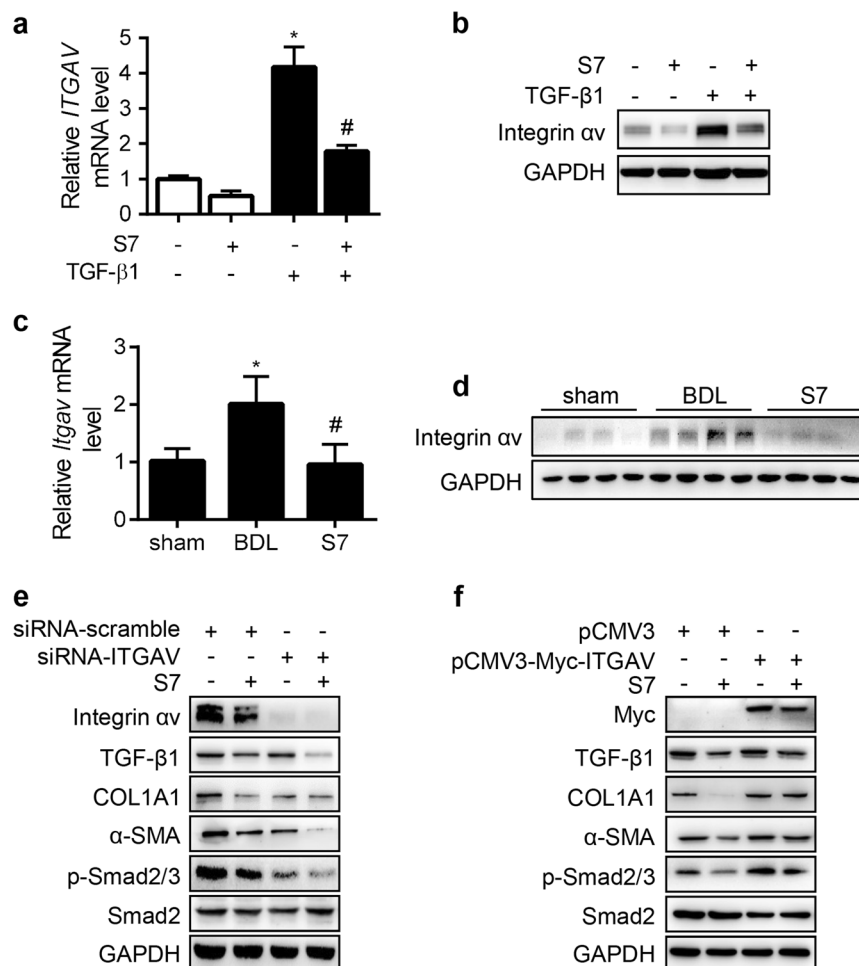 a
Relative ITGAV
mRNA level
5
4
3
2
1
0
*
#
S7 - + - +
TGF-β1 - - + +
b
S7 - + - +
TGF-β1 - - + +
Integrin αv
GAPDH
c
Relative Itgav mRNA
level
3
2
1
0
*
#
sham BDL S7
d
sham BDL S7
Integrin αv
GAPDH
e
siRNA-scramble + + - -
siRNA-ITGAV - - + +
S7 - + - +
Integrin αv
TGF-β1
COL1A1
α-SMA
p-Smad2/3
Smad2
GAPDH
f
pCMV3 + + - -
pCMV3-Myc-ITGAV - - + +
S7 - + - +
Myc
TGF-β1
COL1A1
α-SMA
p-Smad2/3
Smad2
GAPDH